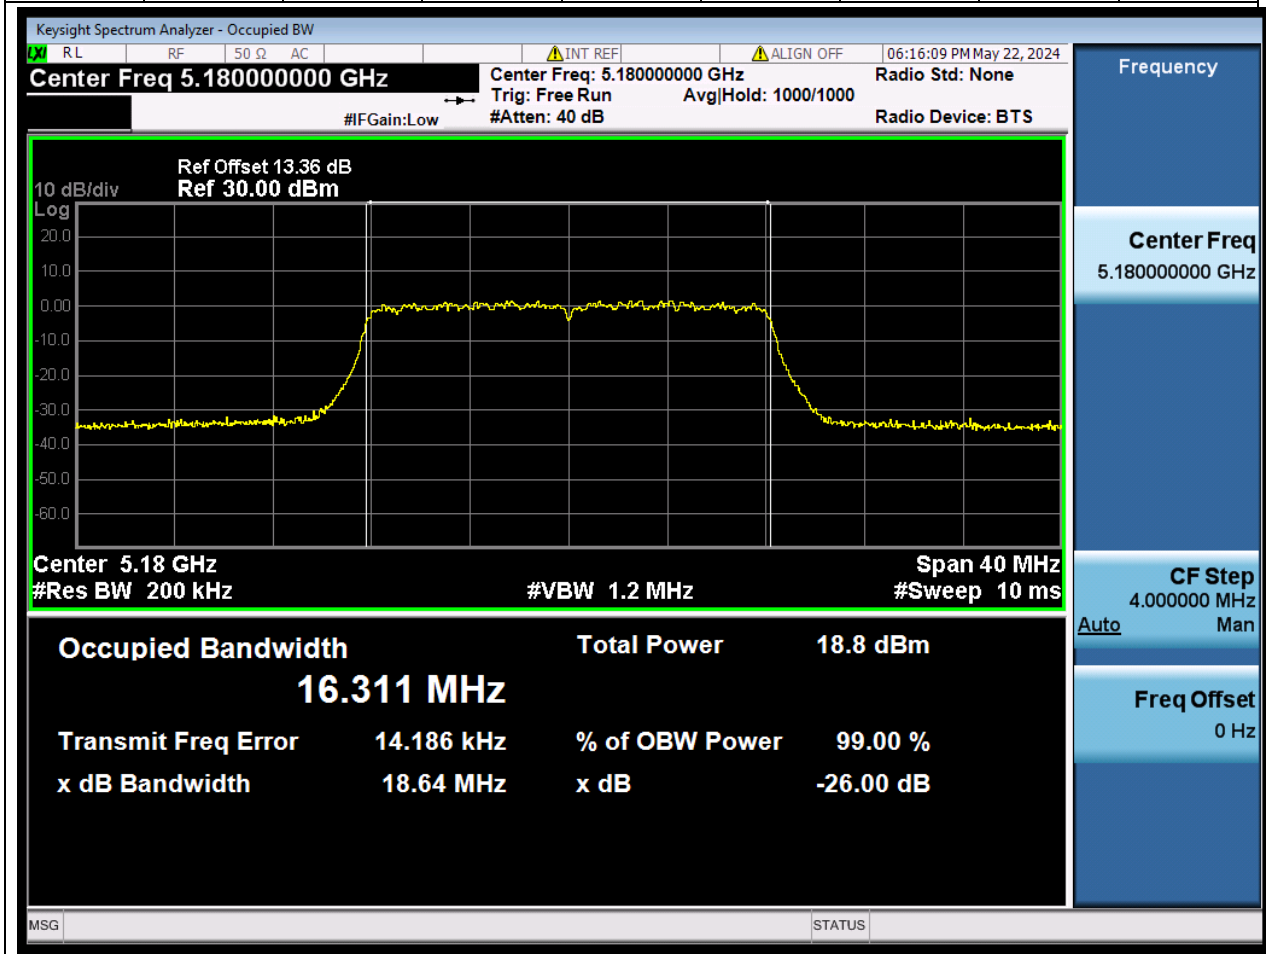 Keysight Spectrum Analyzer - Occupied BW
LXI RL RF 50 Ω AC INT REF ALIGN OFF 06:16:09 PM May 22, 2024
Center Freq 5.180000000 GHz
Center Freq: 5.180000000 GHz Radio Std: None
Trig: Free Run Avg|Hold: 1000/1000
#IFGain:Low #Atten: 40 dB Radio Device: BTS
Ref Offset 13.36 dB
10 dB/div Ref 30.00 dBm
Log
20.0
10.0
0.00
-10.0
-20.0
-30.0
-40.0
-50.0
-60.0
Center 5.18 GHz Span 40 MHz
#Res BW 200 kHz #VBW 1.2 MHz #Sweep 10 ms
Occupied Bandwidth Total Power 18.8 dBm
16.311 MHz
Transmit Freq Error 14.186 kHz % of OBW Power 99.00 %
x dB Bandwidth 18.64 MHz x dB -26.00 dB
MSG STATUS
Frequency
Center Freq
5.180000000 GHz
CF Step
4.000000 MHz
Auto Man
Freq Offset
0 Hz